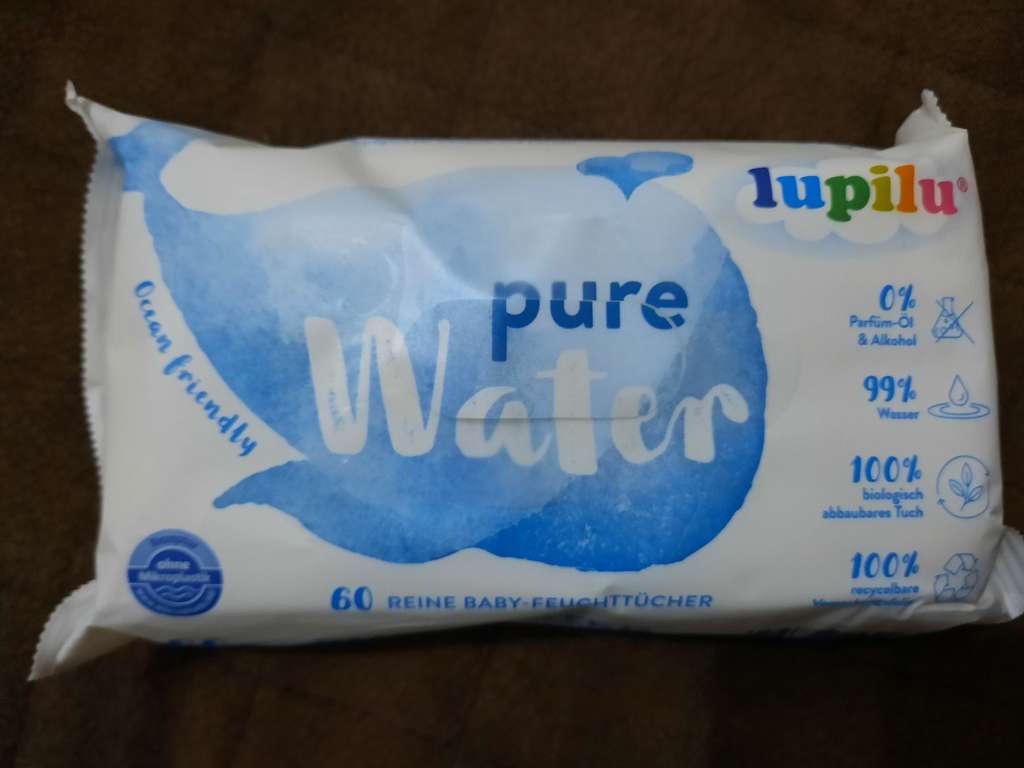 lupilu®
pure
Water
Ocean friendly
0%
Parfüm-Öl
& Alkohol
99%
Wasser
100%
biologisch
abbaubares Tuch
100%
recycelbare
ohne
Mikroplastik
60 REINE BABY-FEUCHTTÜCHER